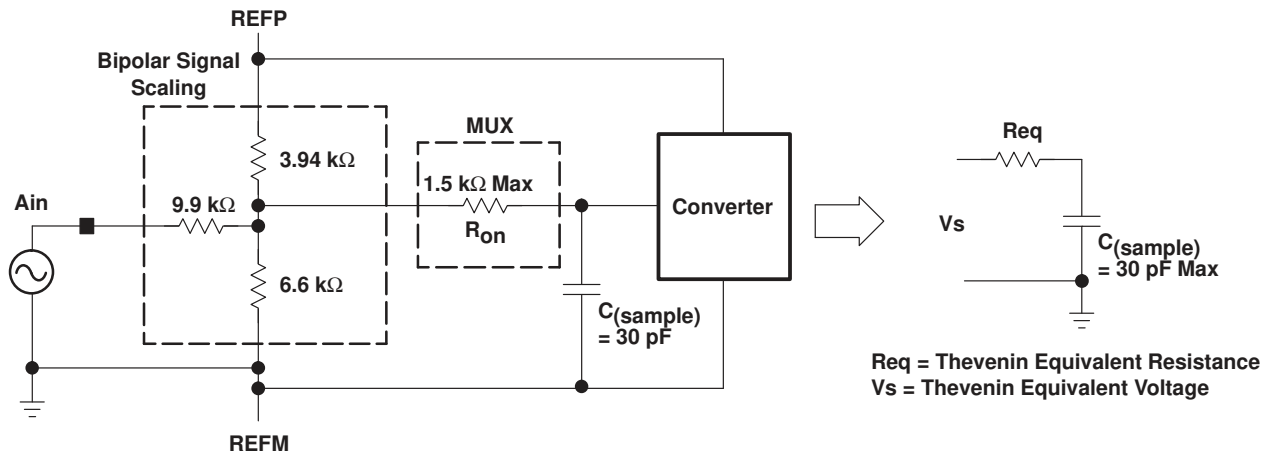 REFP
Bipolar Signal
Scaling
MUX
Req
3.94 kΩ
1.5 kΩ Max
Ain
9.9 kΩ
Converter
Ron
Vs
6.6 kΩ
C(sample)
= 30 pF Max
C(sample)
= 30 pF
Req = Thevenin Equivalent Resistance
Vs = Thevenin Equivalent Voltage
REFM